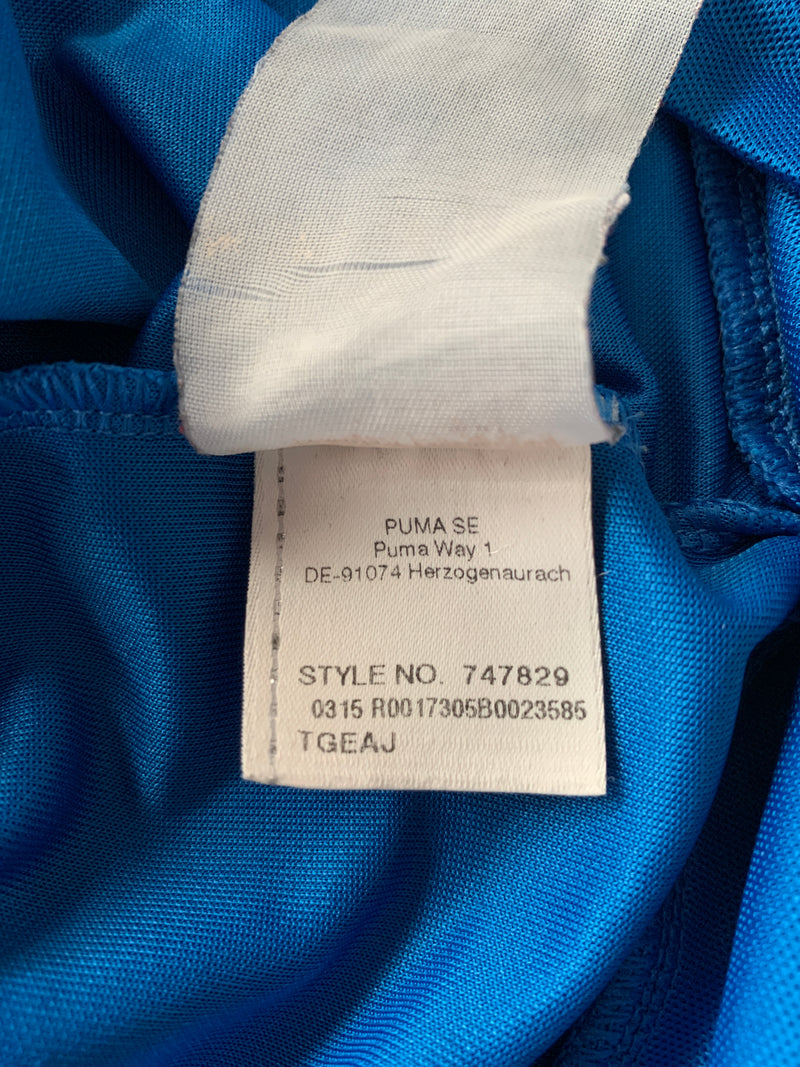 PUMA SE
Puma Way 1
DE-91074 Herzogenaurach
STYLE NO. 747829
0315 R0017305B0023585
TGEAJ